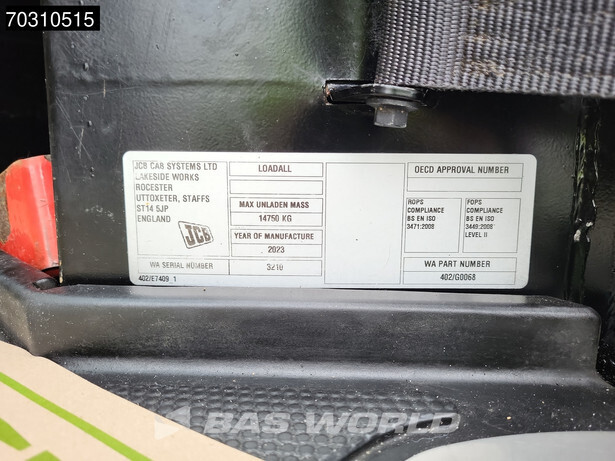 70310515
JCB CAB SYSTEMS LTD
LAKESIDE WORKS
ROCESTER
UTTOXETER, STAFFS
ST14 5JP
ENGLAND
JCB
WA SERIAL NUMBER
402/E7409 1
LOADALL
MAX UNLADEN MASS
14750 KG
YEAR OF MANUFACTURE
2023
3210
OECD APPROVAL NUMBER
ROPS
COMPLIANCE
BS EN ISO
3471:2008
FOPS
COMPLIANCE
BS EN ISO
3449:2008
LEVEL II
WA PART NUMBER
402/G0068
BAS WORLD